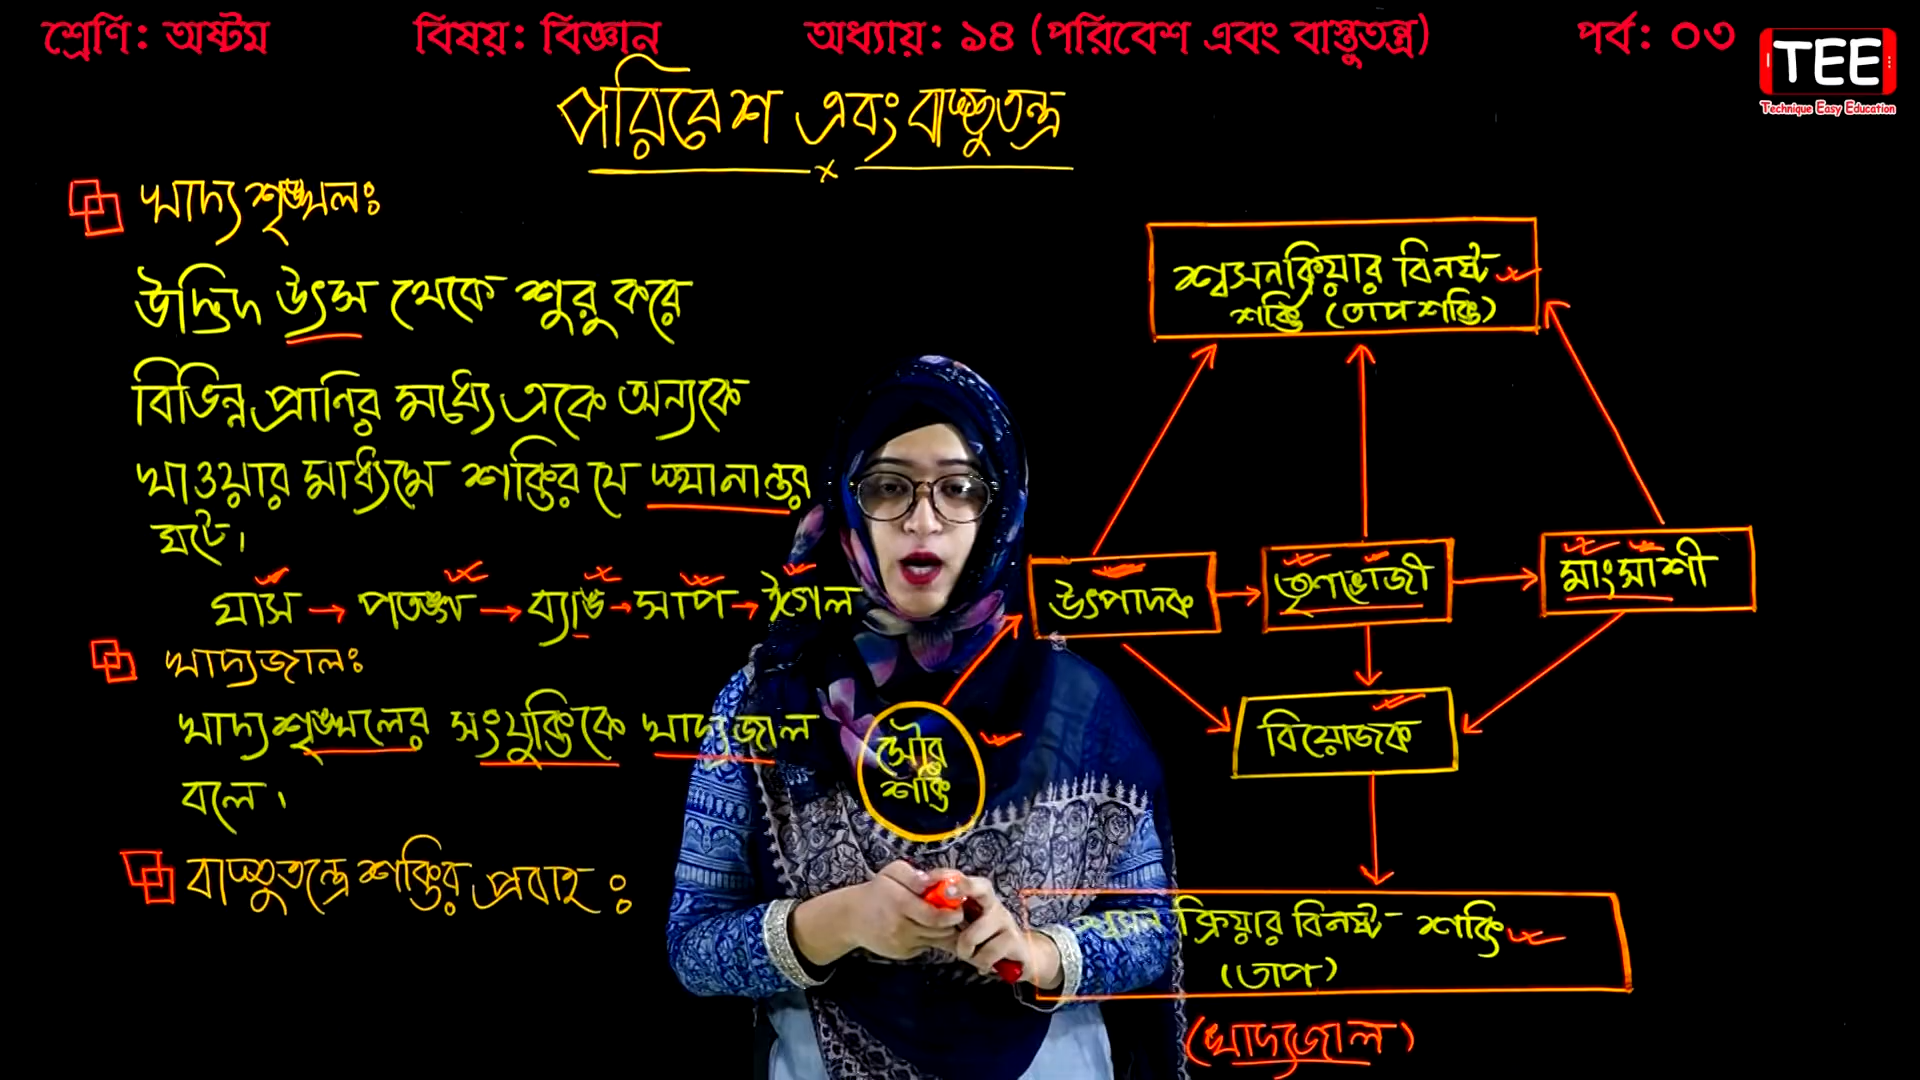 শ্রেণি: অষ্টম বিষয়: বিজ্ঞান অধ্যায়: ১৪ (পরিবেশ এবং বাস্তুতন্ত্র) পর্ব: ০৩
TEE
Technique Easy Education
পরিবেশ এবং বাস্তুতন্ত্র
খাদ্য শৃঙ্খলঃ
উদ্ভিদ উৎস থেকে শুরু করে
বিভিন্ন প্রানির মধ্যে একে অন্যকে
খাওয়ার মাধ্যমে শক্তির যে স্থানান্তর
ঘটে।
ঘাস → পতঙ্গ → ব্যাঙ → সাপ → ঈগল
খাদ্যজালঃ
খাদ্য শৃঙ্খলের সংযুক্তিকে খাদ্যজাল
বলে।
বাস্তুতন্ত্রে শক্তির প্রবাহ ঃ
শ্বসনক্রিয়ার বিনষ্ট
শক্তি (তাপ শক্তি)
উৎপাদক
তৃণভোজী
মাংসাশী
বিয়োজক
সৌর
শক্তি
শ্বসন ক্রিয়ার বিনষ্ট শক্তি
(তাপ)
(খাদ্যজাল)